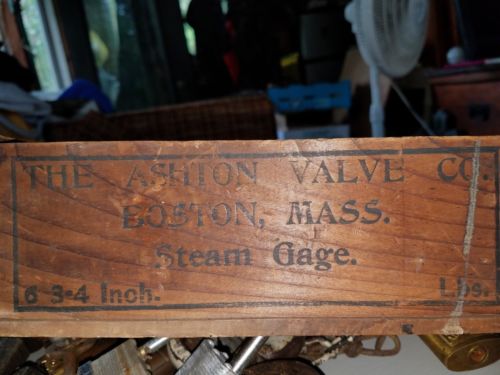 THE ASHTON VALVE CO.
BOSTON, MASS.
Steam Gage.
6 3-4 Inch. Lbs.